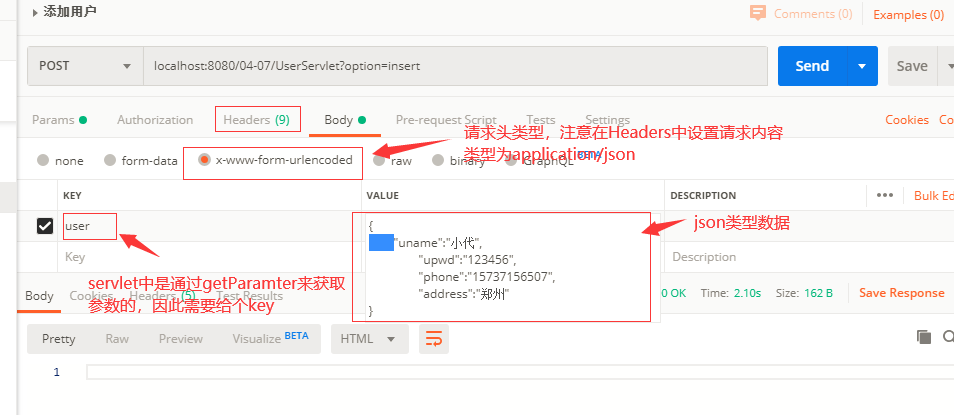 添加用户
Comments (0)
Examples (0)
POST
localhost:8080/04-07/UserServlet?option=insert
Send
Save
Params
Authorization
Headers (9)
Body
Pre-request Script
Tests
Settings
Cookies
Co
请求头类型，注意在Headers中设置请求内容
类型为application/json
none
form-data
x-www-form-urlencoded
raw
binary
GraphQL
BETA
KEY
VALUE
DESCRIPTION
Bulk Ed
user
{
"uname":"小代",
"upwd":"123456",
"phone":"15737156507",
"address":"郑州"
}
json类型数据
Key
Description
servlet中是通过getParamter来获取
参数的，因此需要给个key
Body
Cookies
Headers (5)
Test Results
0 OK
Time: 2.10s
Size: 162 B
Save Response
Pretty
Raw
Preview
Visualize BETA
HTML
1